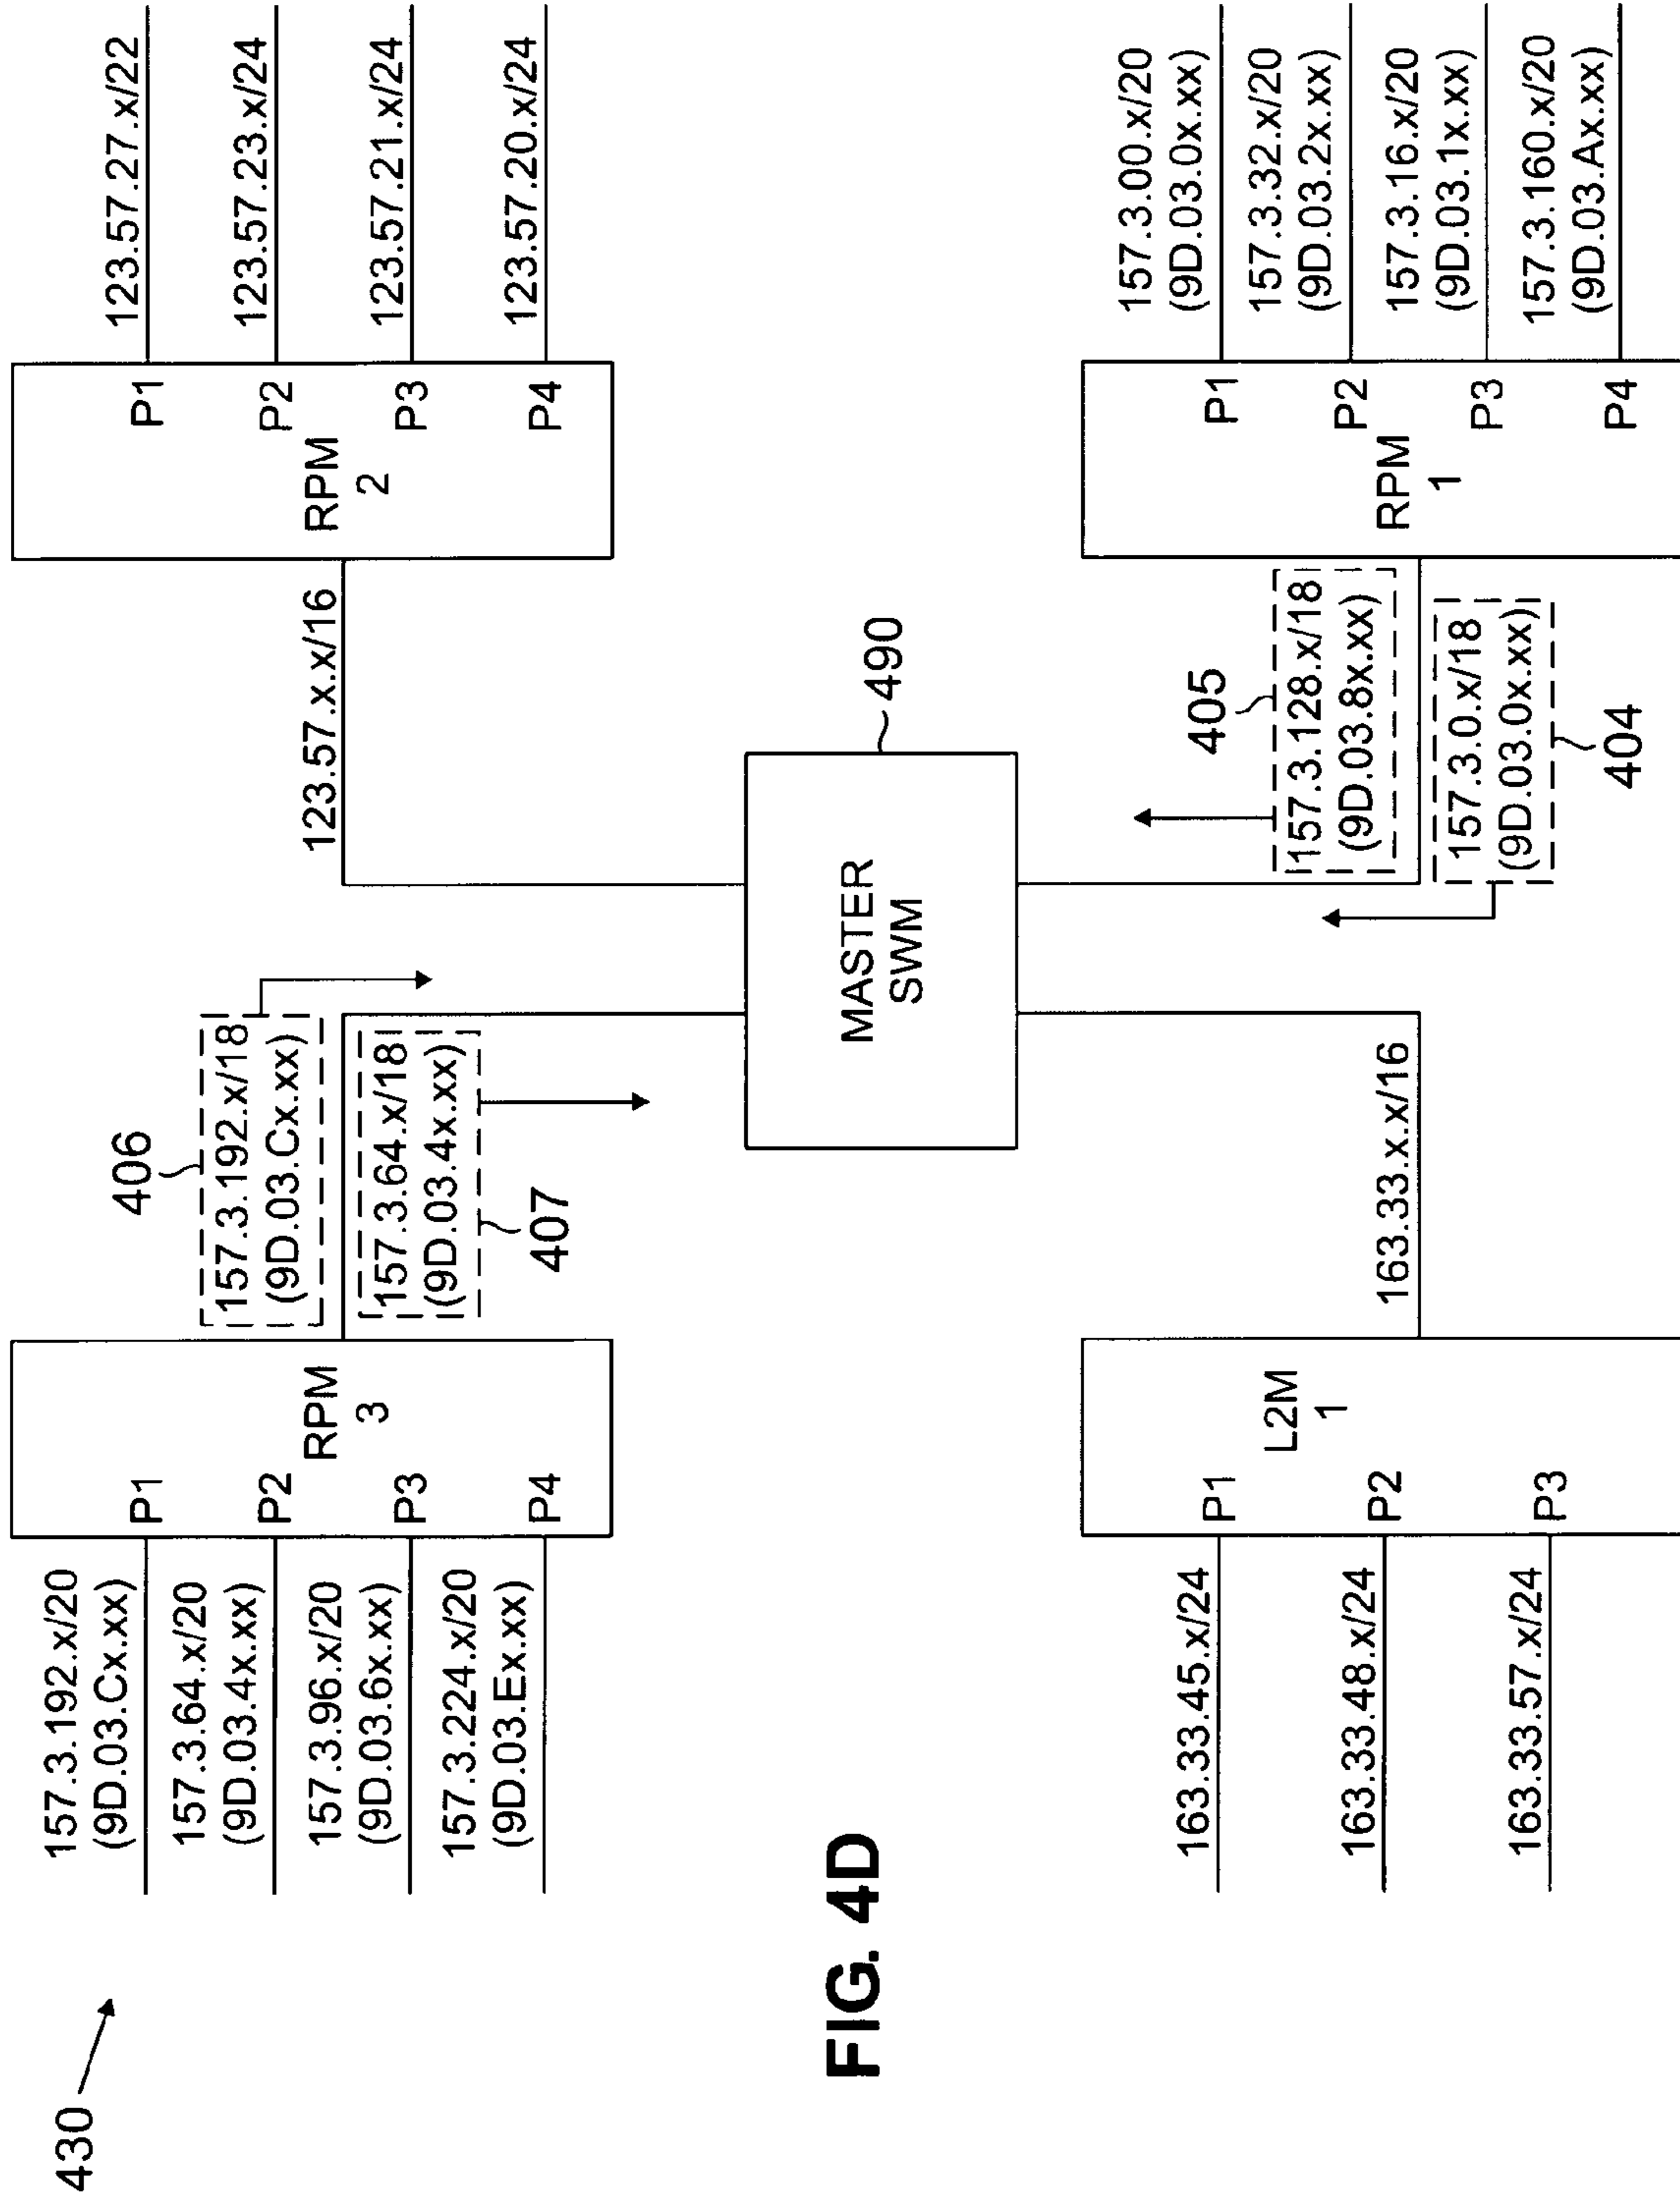 430
157.3.192.x/20
(9D.03.Cx.xx)
157.3.64.x/20
(9D.03.4x.xx)
157.3.96.x/20
(9D.03.6x.xx)
157.3.224.x/20
(9D.03.Ex.xx)
P1
P2
P3
P4
RPM
3
406
157.3.192.x/18
(9D.03.Cx.xx)
157.3.64.x/18
(9D.03.4x.xx)
407
123.57.x.x/16
RPM
2
P1
P2
P3
P4
123.57.27.x/22
123.57.23.x/24
123.57.21.x/24
123.57.20.x/24
MASTER
SWM
490
163.33.45.x/24
163.33.48.x/24
163.33.57.x/24
P1
P2
P3
L2M
1
163.33.x.x/16
405
157.3.128.x/18
(9D.03.8x.xx)
157.3.0.x/18
(9D.03.0x.xx)
404
RPM
1
P1
P2
P3
P4
157.3.00.x/20
(9D.03.0x.xx)
157.3.32.x/20
(9D.03.2x.xx)
157.3.16.x/20
(9D.03.1x.xx)
157.3.160.x/20
(9D.03.Ax.xx)
FIG. 4D